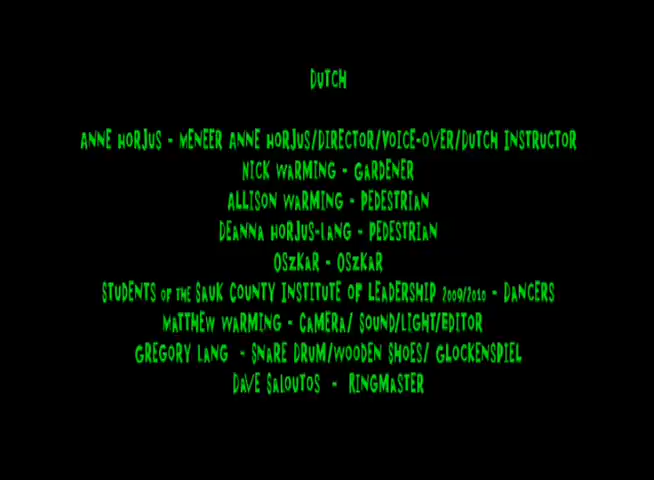 DUTCH
ANNE HORJUS - MENEER ANNE HORJUS/DIRECTOR/VOICE-OVER/DUTCH INSTRUCTOR
NICK WARMING - GARDENER
ALLISON WARMING - PEDESTRIAN
DEANNA HORJUS-LANG - PEDESTRIAN
OSZKAR - OSZKAR
STUDENTS OF THE SAUK COUNTY INSTITUTE OF LEADERSHIP 2009/2010 - DANCERS
MATTHEW WARMING - CAMERA/ SOUND/LIGHT/EDITOR
GREGORY LANG - SNARE DRUM/WOODEN SHOES/ GLOCKENSPIEL
DAVE SALOUTOS - RINGMASTER